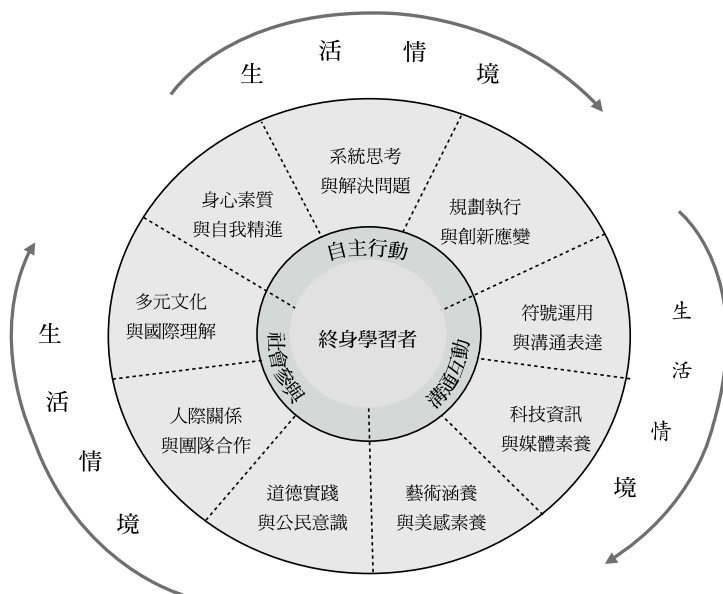 生活情境
系統思考
與解決問題
規劃執行
與創新應變
符號運用
與溝通表達
科技資訊
與媒體素養
藝術涵養
與美感素養
道德實踐
與公民意識
人際關係
與團隊合作
多元文化
與國際理解
身心素質
與自我精進
自主行動
溝通互動
社會參與
終身學習者
生活情境
生活情境